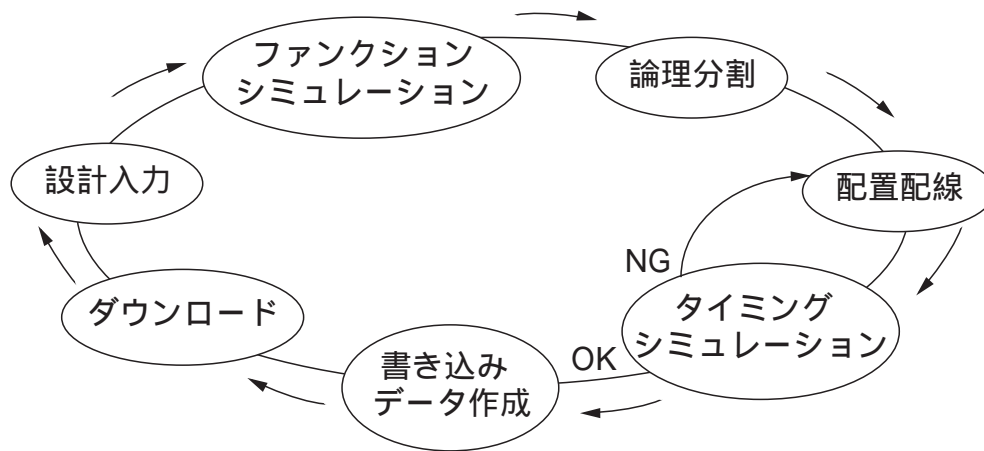 ファンクション
シミュレーション
論理分割
設計入力
配置配線
NG
タイミング
シミュレーション
ダウンロード
OK
書き込み
データ作成